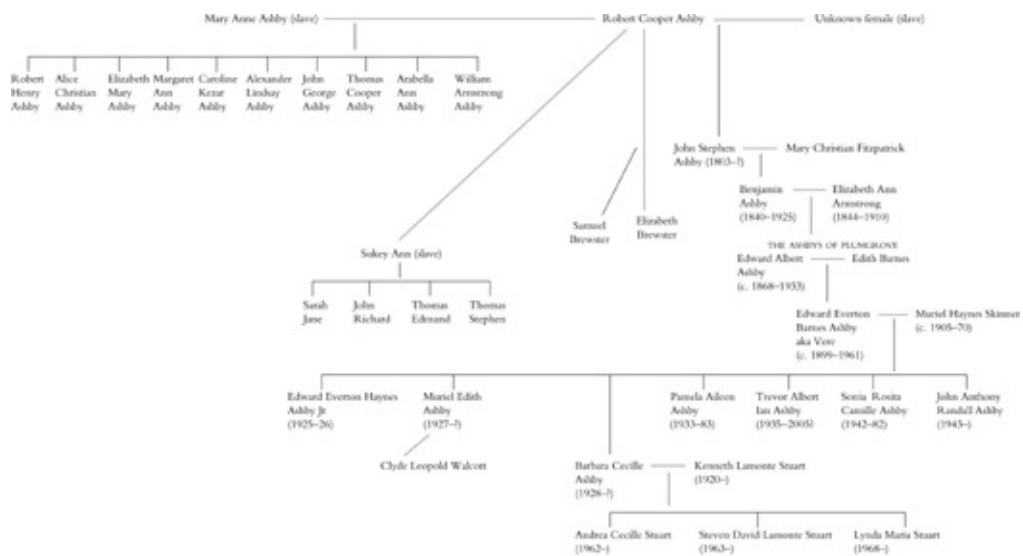 Mary Anne Ashby (slave)
Robert Cooper Ashby
Unknown female (slave)
Robert
Henry
Ashby
Alice
Christian
Ashby
Elizabeth
Mary
Ashby
Margaret
Ann
Ashby
Caroline
Kezar
Ashby
Alexander
Lindsay
Ashby
John
George
Ashby
Thomas
Cooper
Ashby
Arabella
Ann
Ashby
William
Armstrong
Ashby
John Stephen
Ashby (1803–?)
Mary Christian Fitzpatrick
Benjamin
Ashby
(1840–1925)
Elizabeth Ann
Armstrong
(1844–1910)
Samuel
Brewster
Elizabeth
Brewster
THE ASHBYS OF PLUMGROVE
Sukey Ann (slave)
Edward Albert
Ashby
(c. 1868–1933)
Edith Barnes
Sarah
Jane
John
Richard
Thomas
Edmund
Thomas
Stephen
Edward Everton
Barnes Ashby
aka Vere
(c. 1899–1961)
Muriel Haynes Skinner
(c. 1905–70)
Edward Everton Haynes
Ashby Jr
(1925–26)
Muriel Edith
Ashby
(1927–?)
Pamela Aileen
Ashby
(1933–83)
Trevor Albert
Ian Ashby
(1935–2005)
Sonia Rosita
Camille Ashby
(1942–82)
John Anthony
Randall Ashby
(1943–)
Clyde Leopold Walcott
Barbara Cecille
Ashby
(1928–?)
Kenneth Lamonte Stuart
(1920–)
Andrea Cecille Stuart
(1962–)
Steven David Lamonte Stuart
(1963–)
Lynda Maria Stuart
(1968–)